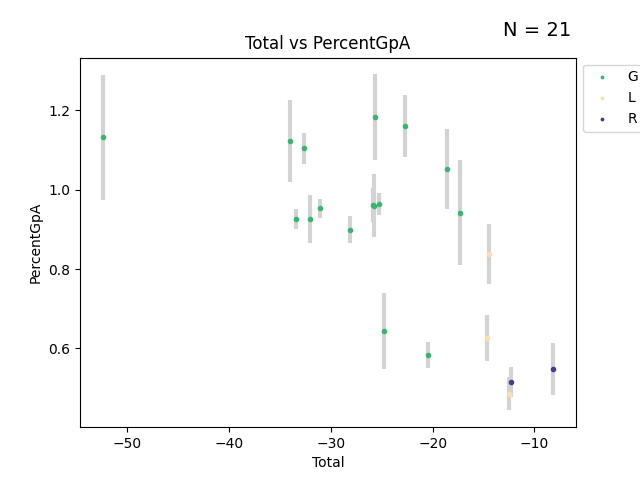 N = 21
Total vs PercentGpA
G
L
R
PercentGpA
1.2
1.0
0.8
0.6
−50
−40
−30
−20
−10
Total